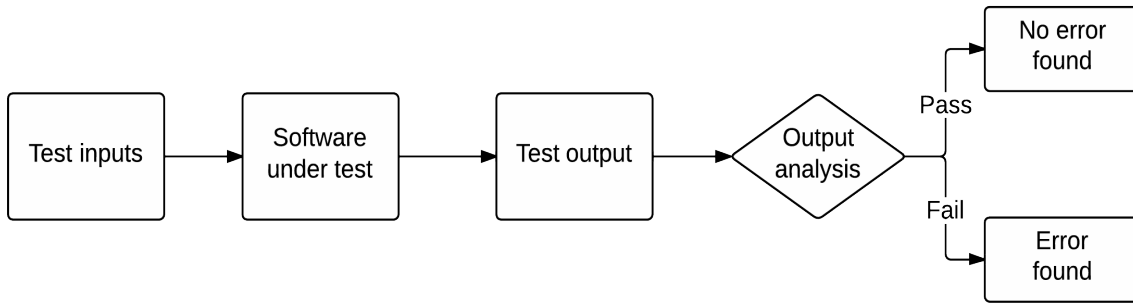 Test inputs
Software
under test
Test output
Output
analysis
Pass
No error
found
Fail
Error
found